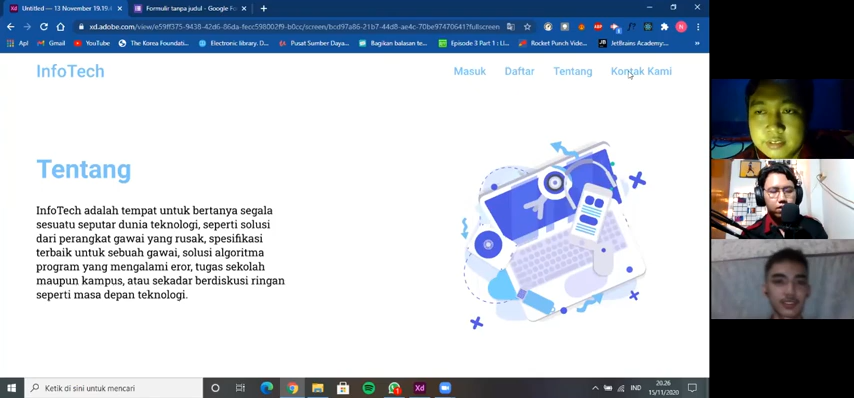 Untitled — 13 November 19.19.
Formulir tanpa judul - Google Fo
xd.adobe.com/view/e59ff375-9438-42d6-86da-fecc598002f9-b0cc/screen/bcd97a86-21b7-44d8-ae4c-70be974706417fullscreen
Apl
Gmail
YouTube
The Korea Foundatio...
Electronic library. D...
Pusat Sumber Daya...
Bagikan balasan te...
Episode 3 Part 1 : LI...
Rocket Punch Vide...
JetBrains Academy:...
InfoTech
Masuk Daftar Tentang Kontak Kami
Tentang
InfoTech adalah tempat untuk bertanya segala
sesuatu seputar dunia teknologi, seperti solusi
dari perangkat gawai yang rusak, spesifikasi
terbaik untuk sebuah gawai, solusi algoritma
program yang mengalami eror, tugas sekolah
maupun kampus, atau sekadar berdiskusi ringan
seperti masa depan teknologi.
Ketik di sini untuk mencari
IND
20.26
15/11/2020